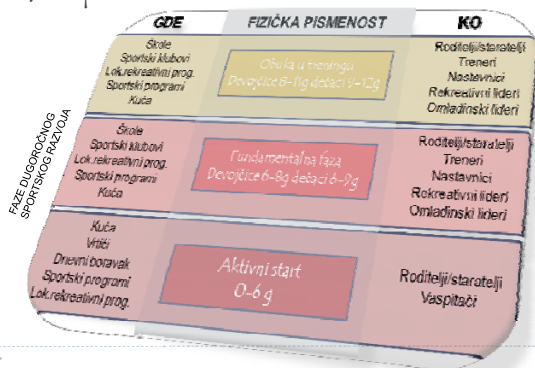 GDE FIZIČKA PISMENOST KO
Škole
Sportski klubovi
Lok.rekreativni prog.
Sportski programi
Kuća
Obuka u treningu
Devojčice 8-11g dečaci 9-12g
Roditelji/staratelji
Treneri
Nastavnici
Rekreativni lideri
Omladinski lideri
FAZE DUGOROČNOG
SPORTSKOG RAZVOJA
Škole
Sportski klubovi
Lok.rekreativni prog.
Sportski programi
Kuća
Fundamentalna faza
Devojčice 6-8g dečaci 6-9g
Roditelji/staratelji
Treneri
Nastavnici
Rekreativni lideri
Omladinski lideri
Kuća
Vrtići
Dnevni boravak
Sportski programi
Lok.rekreativni prog.
Aktivni start
0-6 g
Roditelji/staratelji
Vaspitači